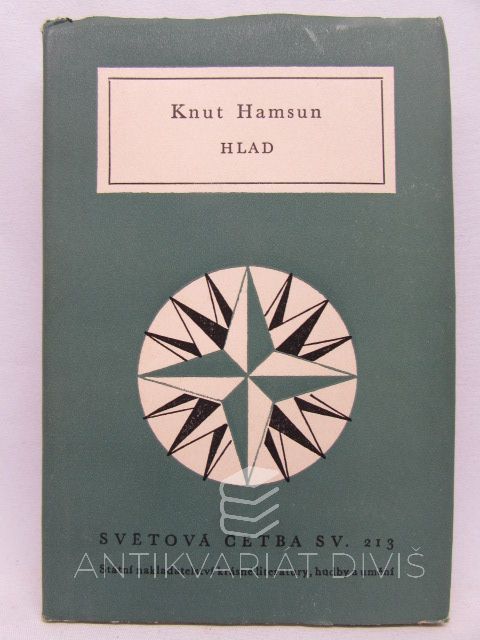 Knut Hamsun
HLAD
SVĚTOVÁ ČETBA SV. 213
ANTIKVARIÁT DIVIŠ
Státní nakladatelství krásné literatury, hudby a umění